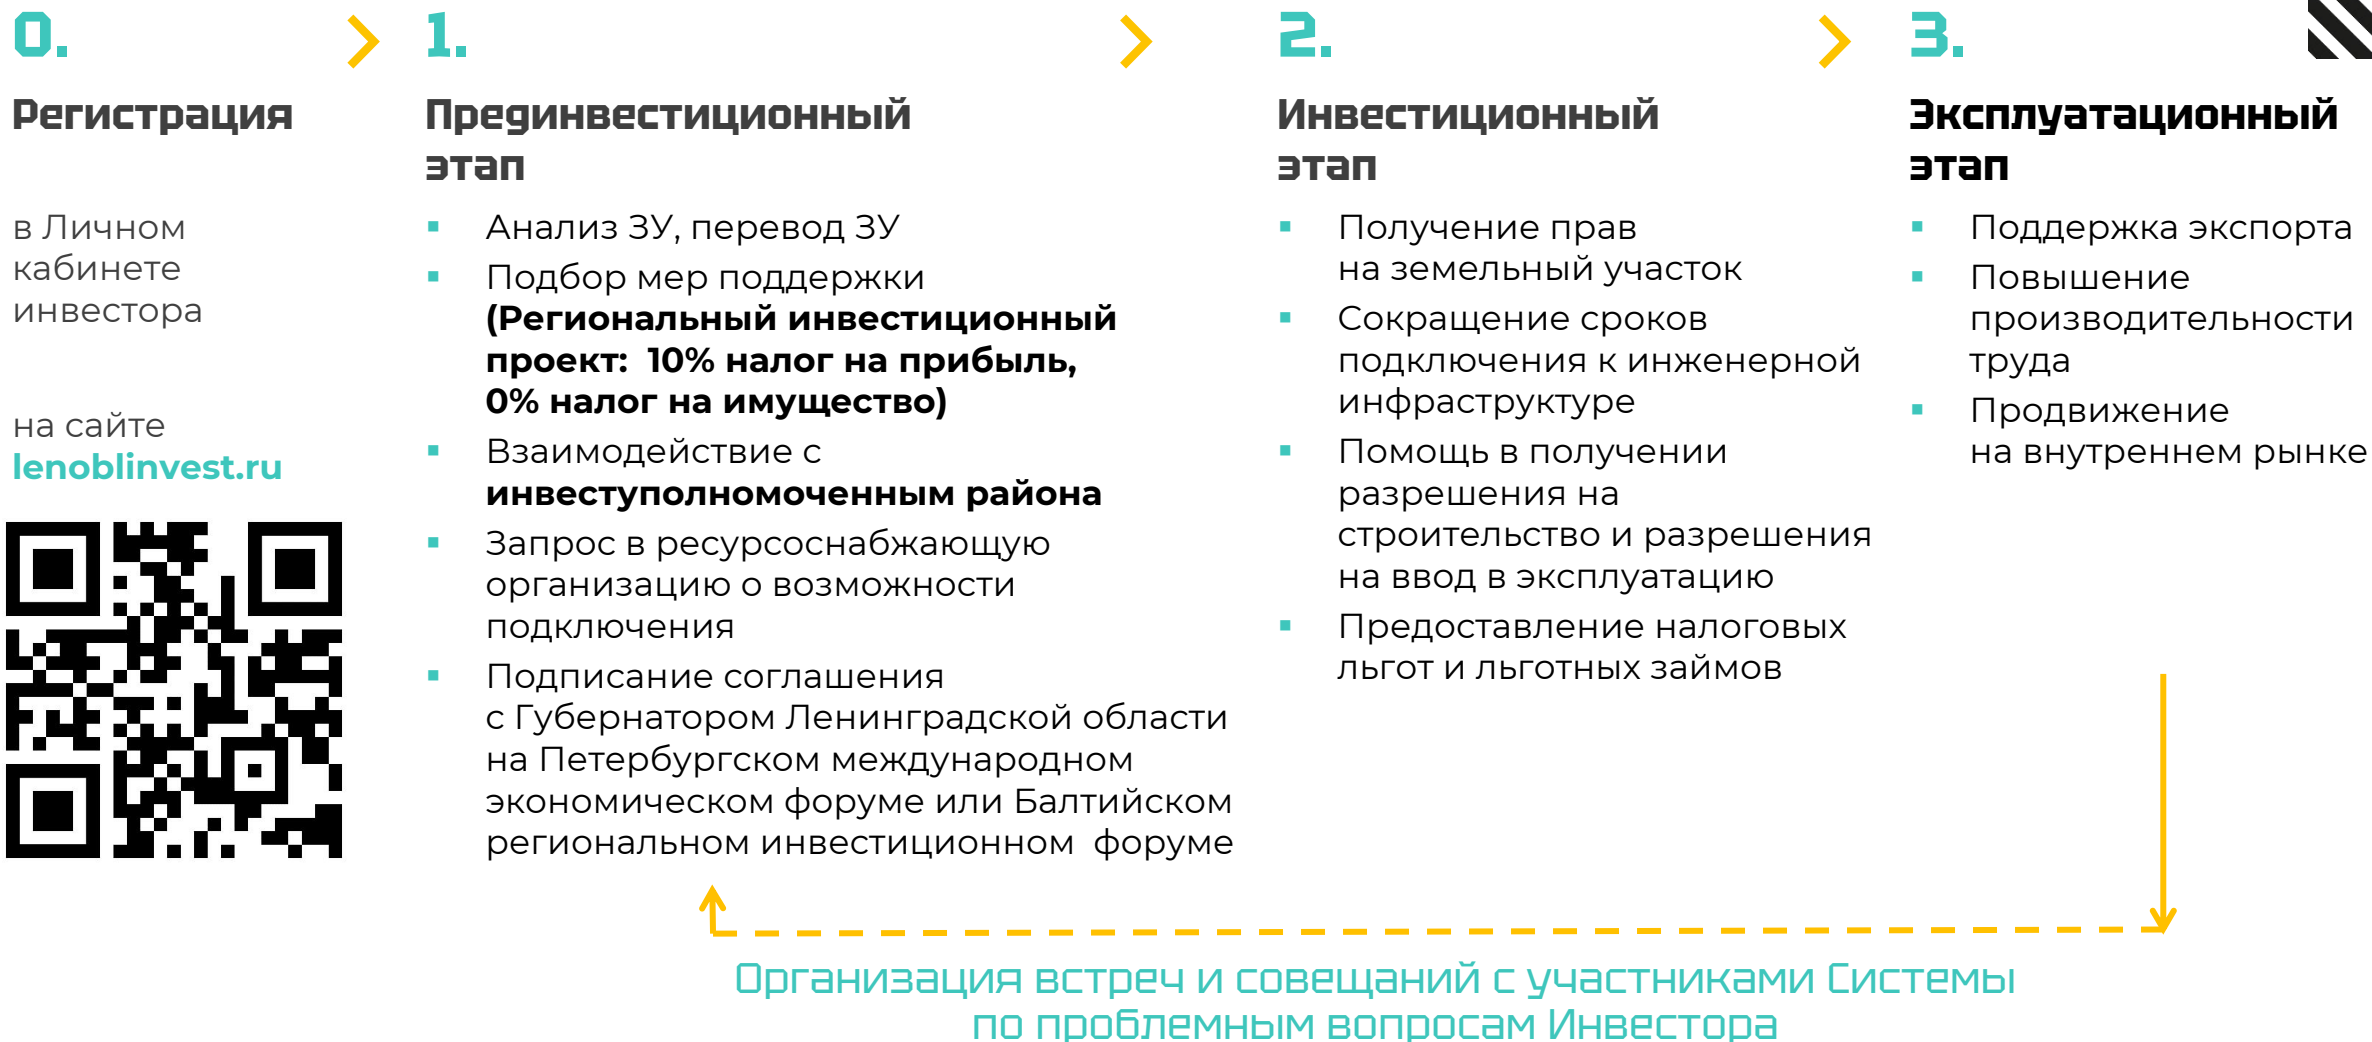 0.
Регистрация
в Личном
кабинете
инвестора
на сайте
lenoblinvest.ru
1.
Прединвестиционный
этап
Анализ ЗУ, перевод ЗУ
Подбор мер поддержки
(Региональный инвестиционный
проект: 10% налог на прибыль,
0% налог на имущество)
Взаимодействие с
инвеступолномоченным района
Запрос в ресурсоснабжающую
организацию о возможности
подключения
Подписание соглашения
с Губернатором Ленинградской области
на Петербургском международном
экономическом форуме или Балтийском
региональном инвестиционном форуме
2.
Инвестиционный
этап
Получение прав
на земельный участок
Сокращение сроков
подключения к инженерной
инфраструктуре
Помощь в получении
разрешения на
строительство и разрешения
на ввод в эксплуатацию
Предоставление налоговых
льгот и льготных займов
3.
Эксплуатационный
этап
Поддержка экспорта
Повышение
производительности
труда
Продвижение
на внутреннем рынке
Организация встреч и совещаний с участниками Системы
по проблемным вопросам Инвестора